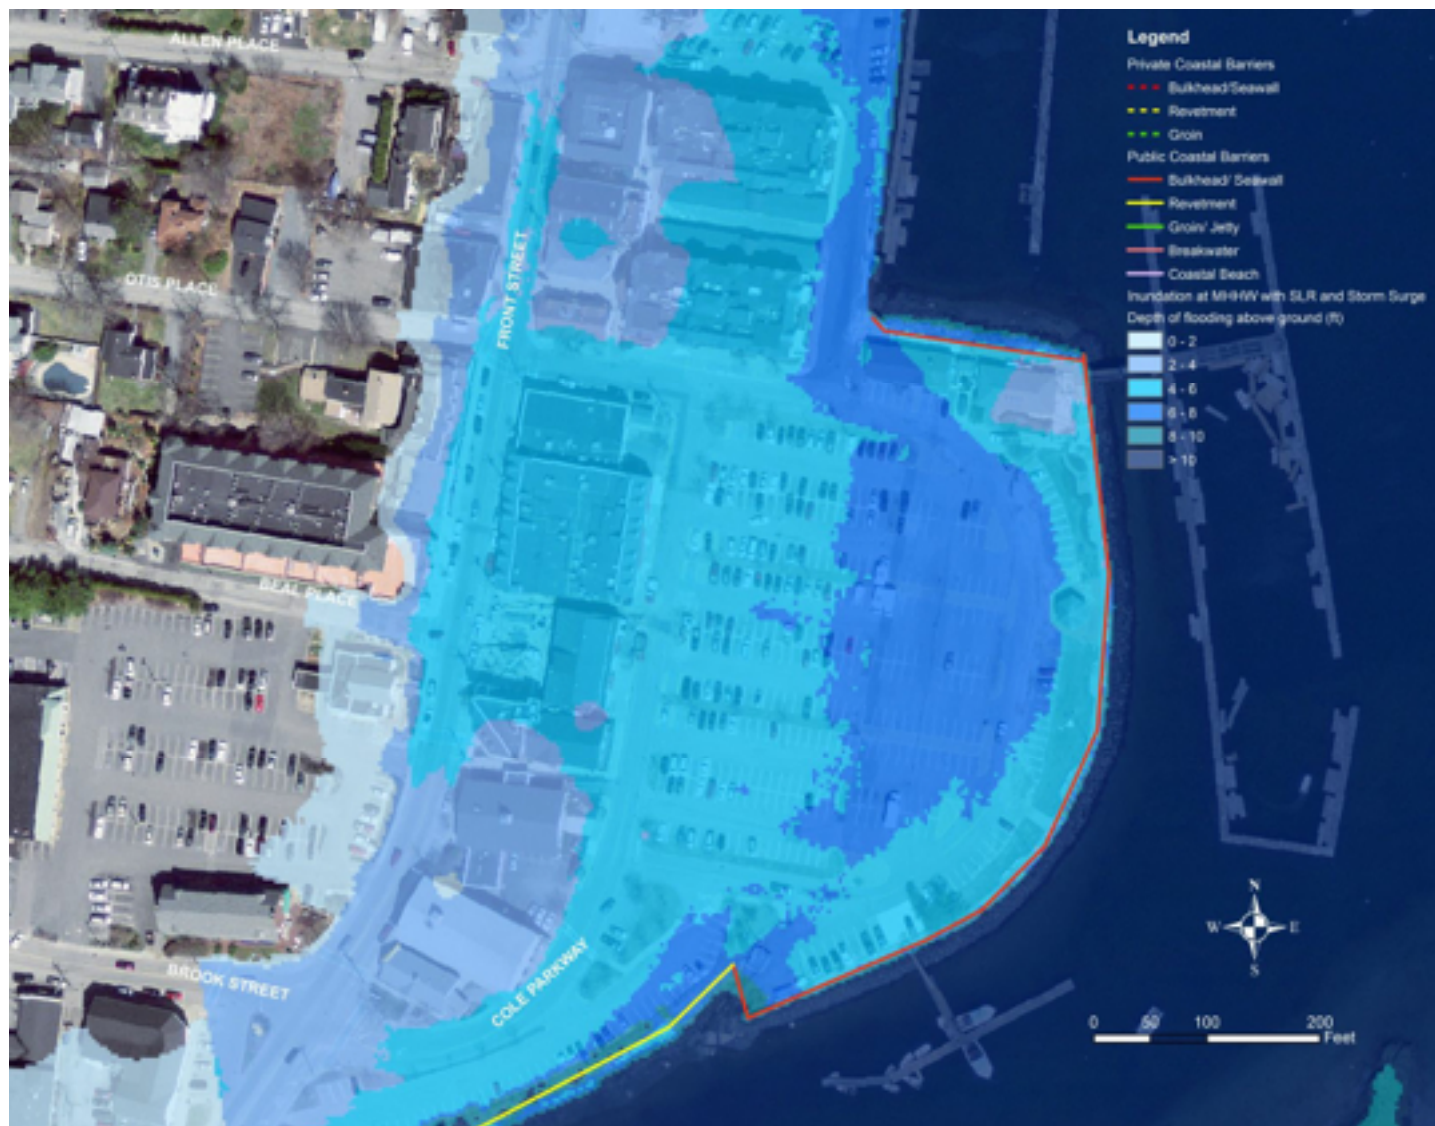 ALLEN PLACE
OTIS PLACE
FRONT STREET
BEAL PLACE
BROOK STREET
COLE PARKWAY
Legend
Private Coastal Barriers
Bulkhead/Seawall
Revetment
Groin
Public Coastal Barriers
Bulkhead/ Seawall
Revetment
Groin/ Jetty
Breakwater
Coastal Beach
Inundation at MHHW with SLR and Storm Surge
Depth of flooding above ground (ft)
0 - 2
2 - 4
4 - 6
6 - 8
8 - 10
> 10
N
W E
S
0 50 100 200
Feet